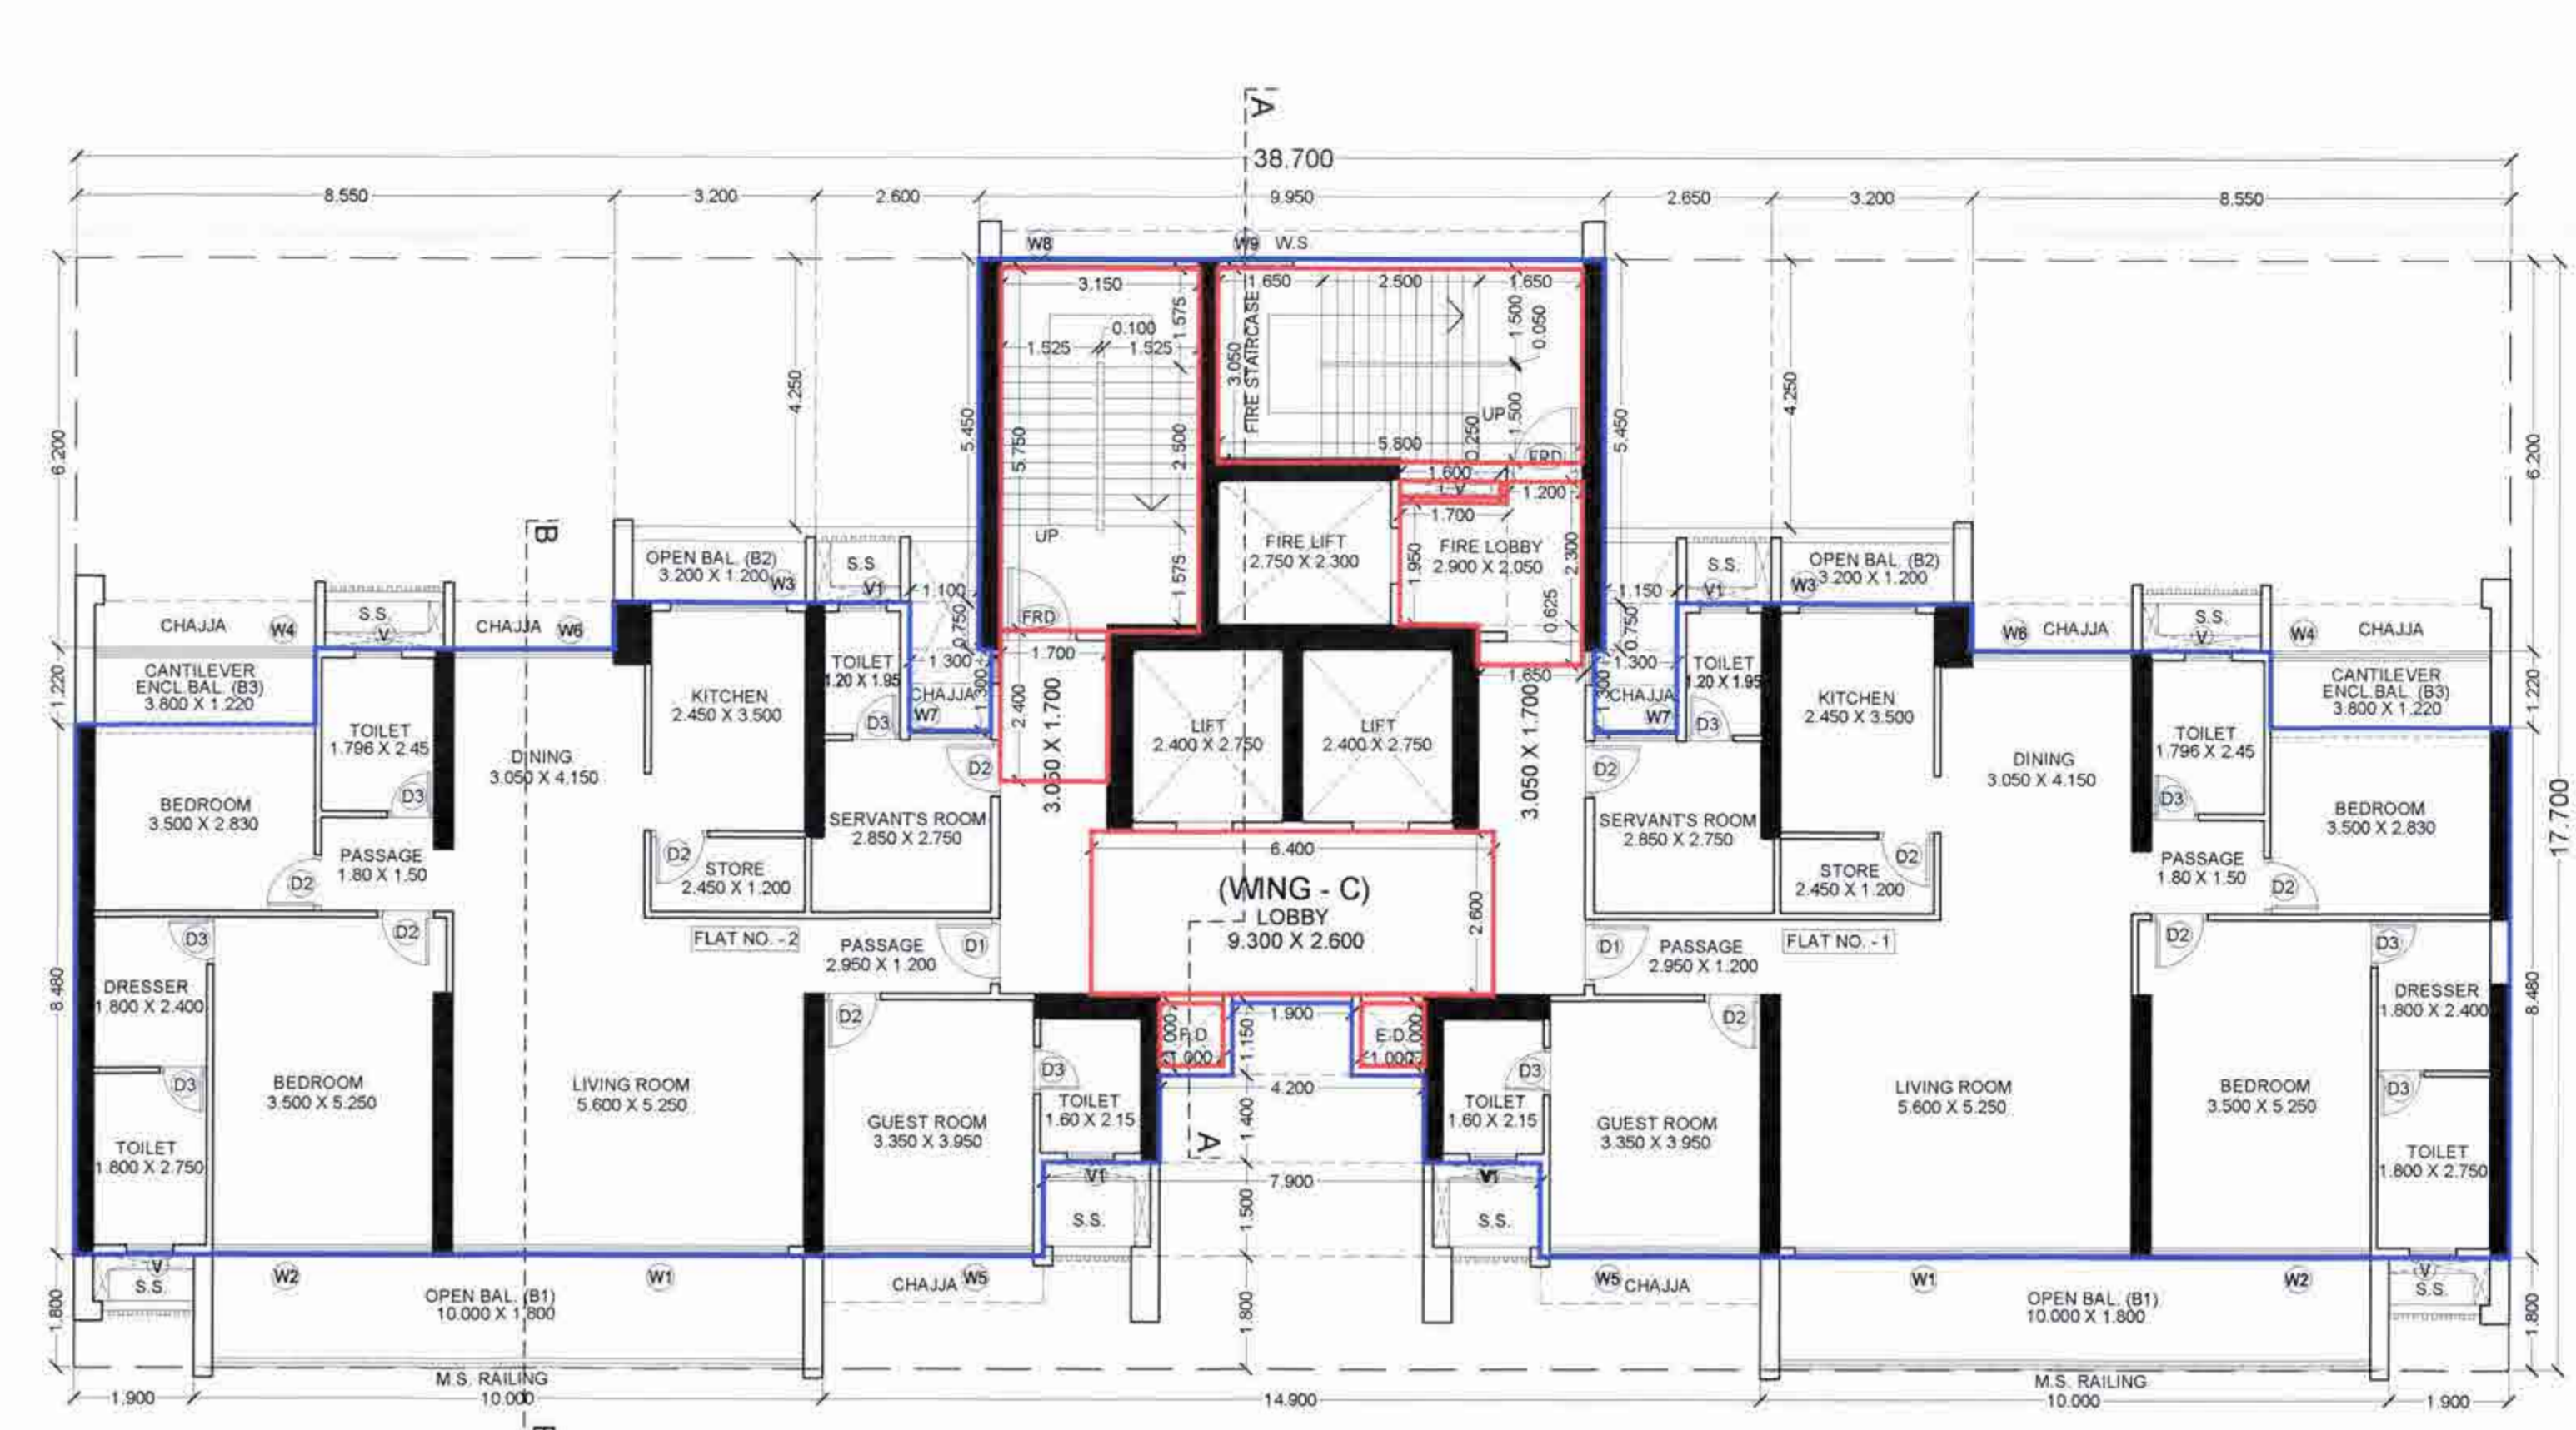 A
38.700
8.550
3.200
2.600
9.950
2.650
3.200
8.550
W8
W9
W.S
3.150
1.575
0.100
1.525
1.525
5.750
2.500
1.575
UP
FRD
1.650
2.500
1.650
FIRE STAIRCASE
3.050
1.500
0.050
UP
1.500
5.800
0.250
FRD
1.600
1.200
1.700
4.250
5.450
5.450
4.250
6.200
6.200
B
FIRE LIFT
2.750 X 2.300
FIRE LOBBY
2.900 X 2.050
1.950
2.300
0.625
1.650
OPEN BAL. (B2)
3.200 X 1.200
W3
S.S
V1
1.100
0.750
1.150
0.750
S.S.
V1
OPEN BAL. (B2)
3.200 X 1.200
W3
CHAJJA
W4
S.S.
V
CHAJJA
W6
W6
CHAJJA
S.S.
V
W4
CHAJJA
1.220
CANTILEVER
ENCL.BAL. (B3)
3.800 X 1.220
TOILET
1.796 X 2.45
D3
DINING
3.050 X 4.150
KITCHEN
2.450 X 3.500
TOILET
1.20 X 1.95
D3
1.300
CHAJJA
W7
1.300
1.700
2.400
3.050 X 1.700
LIFT
2.400 X 2.750
LIFT
2.400 X 2.750
3.050 X 1.700
1.300
1.300
CHAJJA
W7
TOILET
1.20 X 1.95
D3
KITCHEN
2.450 X 3.500
DINING
3.050 X 4.150
TOILET
1.796 X 2.45
D3
CANTILEVER
ENCL.BAL. (B3)
3.800 X 1.220
1.220
BEDROOM
3.500 X 2.830
D2
PASSAGE
1.80 X 1.50
D2
STORE
2.450 X 1.200
SERVANT'S ROOM
2.850 X 2.750
D2
6.400
(WING - C)
LOBBY
9.300 X 2.600
2.600
D2
SERVANT'S ROOM
2.850 X 2.750
STORE
2.450 X 1.200
D2
PASSAGE
1.80 X 1.50
D2
BEDROOM
3.500 X 2.830
17.700
8.480
D3
D2
FLAT NO. - 2
PASSAGE
2.950 X 1.200
D1
D1
PASSAGE
2.950 X 1.200
FLAT NO. - 1
D2
D3
8.480
DRESSER
1.800 X 2.400
D3
BEDROOM
3.500 X 5.250
LIVING ROOM
5.600 X 5.250
D2
GUEST ROOM
3.350 X 3.950
D3
TOILET
1.60 X 2.15
1.000
1.900
1.150
E.D
1.000
4.200
1.400
A
7.900
1.500
D3
TOILET
1.60 X 2.15
D2
GUEST ROOM
3.350 X 3.950
LIVING ROOM
5.600 X 5.250
BEDROOM
3.500 X 5.250
DRESSER
1.800 X 2.400
D3
TOILET
1.800 X 2.750
TOILET
1.800 X 2.750
V1
S.S.
V1
S.S.
V
S.S.
W2
W1
CHAJJA
W5
W5
CHAJJA
W1
W2
V
S.S.
1.800
OPEN BAL. (B1)
10.000 X 1.800
1.800
OPEN BAL. (B1)
10.000 X 1.800
1.800
M.S. RAILING
M.S. RAILING
1.900
10.000
14.900
10.000
1.900